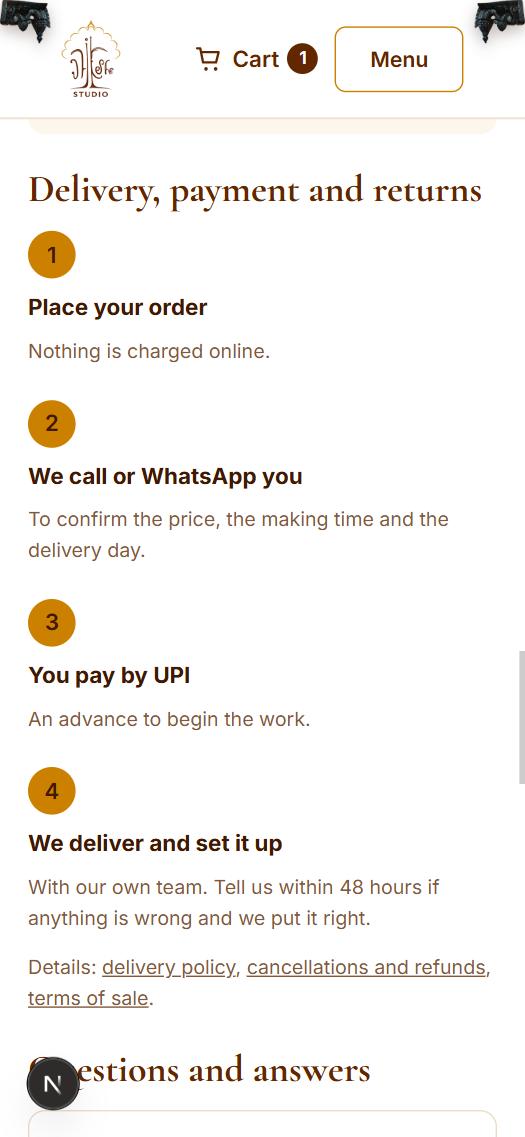 STUDIO
Cart 1
Menu
Delivery, payment and returns
1
Place your order
Nothing is charged online.
2
We call or WhatsApp you
To confirm the price, the making time and the
delivery day.
3
You pay by UPI
An advance to begin the work.
4
We deliver and set it up
With our own team. Tell us within 48 hours if
anything is wrong and we put it right.
Details: delivery policy, cancellations and refunds,
terms of sale.
N
estions and answers